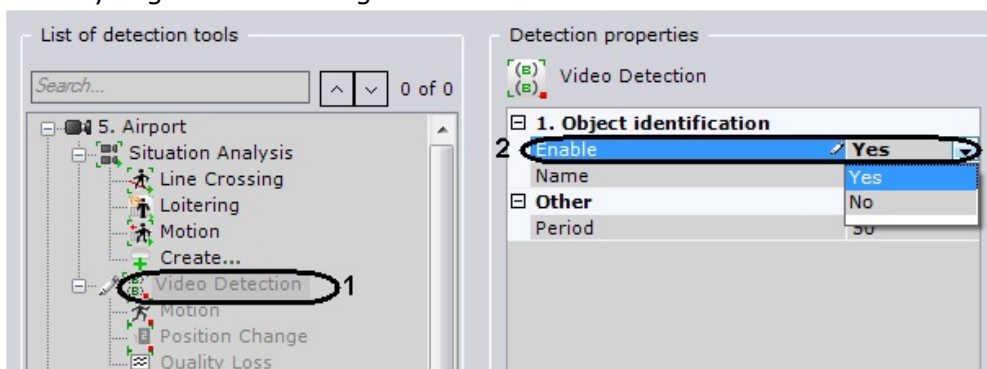 List of detection tools
Search...
0 of 0
5. Airport
Situation Analysis
Line Crossing
Loitering
Motion
Create...
Video Detection
1
Motion
Position Change
Quality Loss
Detection properties
Video Detection
1. Object identification
2
Enable Yes
Name Yes
Other No
Period